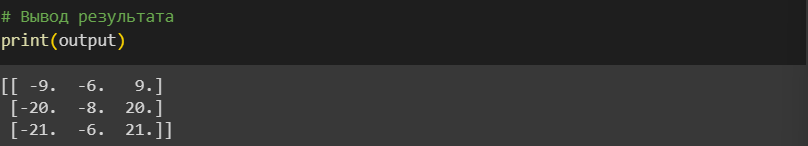 # Вывод результата
print(output)
[[ -9.  -6.   9.]
 [-20.  -8.  20.]
 [-21.  -6.  21.]]